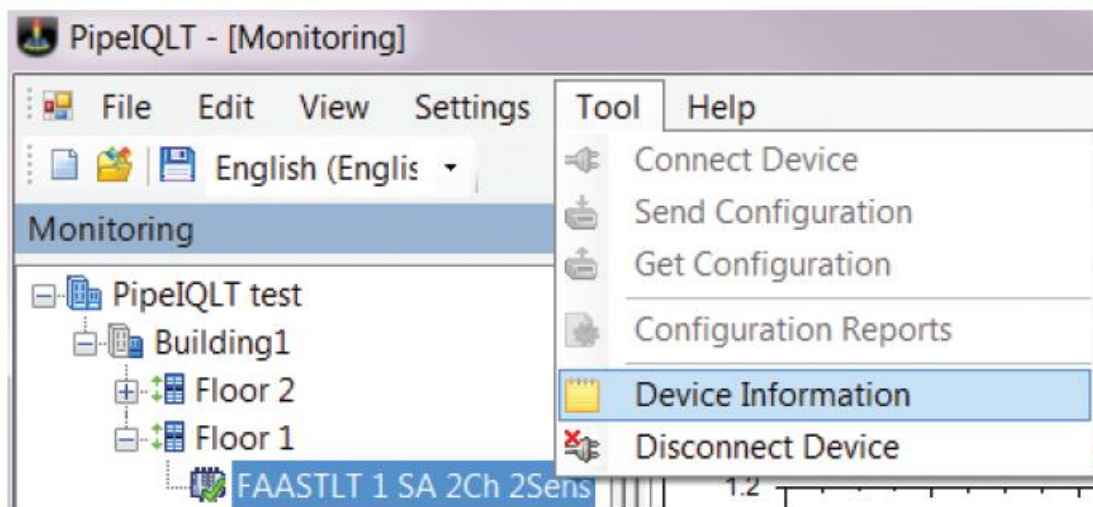 PipeIQLT - [Monitoring]
File Edit View Settings Tool Help
English (Englis
Connect Device
Send Configuration
Get Configuration
Configuration Reports
Device Information
Disconnect Device
Monitoring
PipeIQLT test
Building1
Floor 2
Floor 1
FAASTLT 1 SA 2Ch 2Sens
1.2